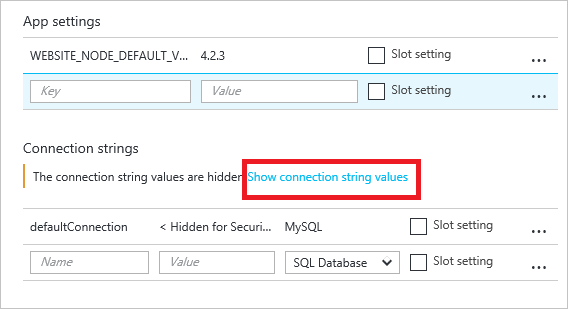 App settings
WEBSITE_NODE_DEFAULT_V... 4.2.3 Slot setting ...
Key Value Slot setting ...
Connection strings
The connection string values are hidden Show connection string values
defaultConnection < Hidden for Securi... MySQL Slot setting ...
Name Value SQL Database Slot setting ...